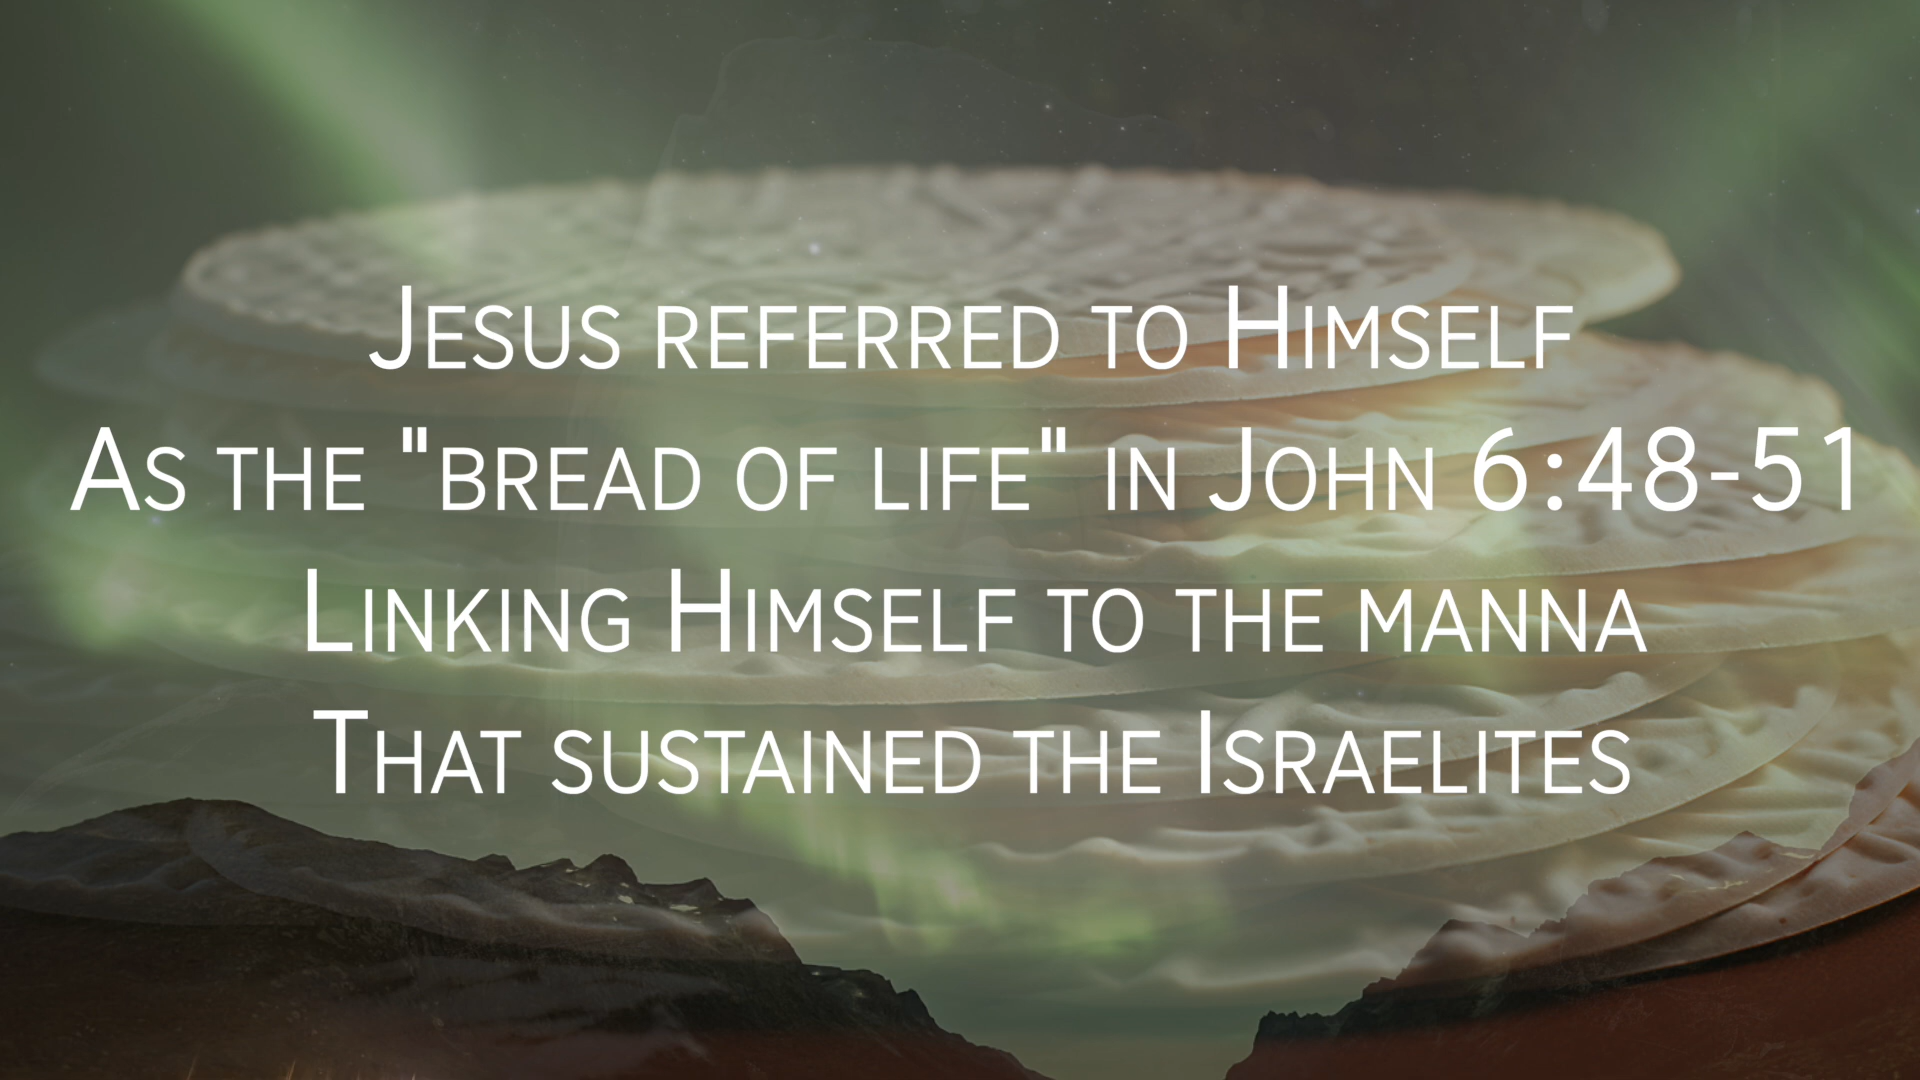 Jesus referred to Himself
As the "bread of life" in John 6:48-51
Linking Himself to the manna
That sustained the Israelites